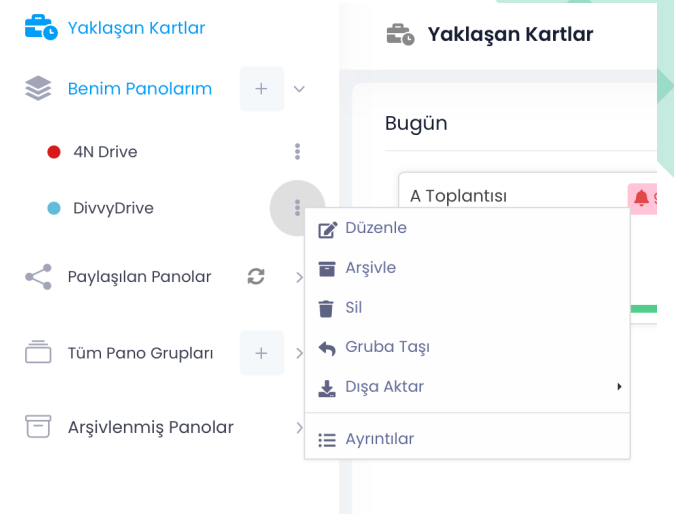 Yaklaşan Kartlar
Benim Panolarım
4N Drive
DivvyDrive
Paylaşılan Panolar
Tüm Pano Grupları
Arşivlenmiş Panolar
Yaklaşan Kartlar
Bugün
A Toplantısı
Düzenle
Arşivle
Sil
Gruba Taşı
Dışa Aktar
Ayrıntılar